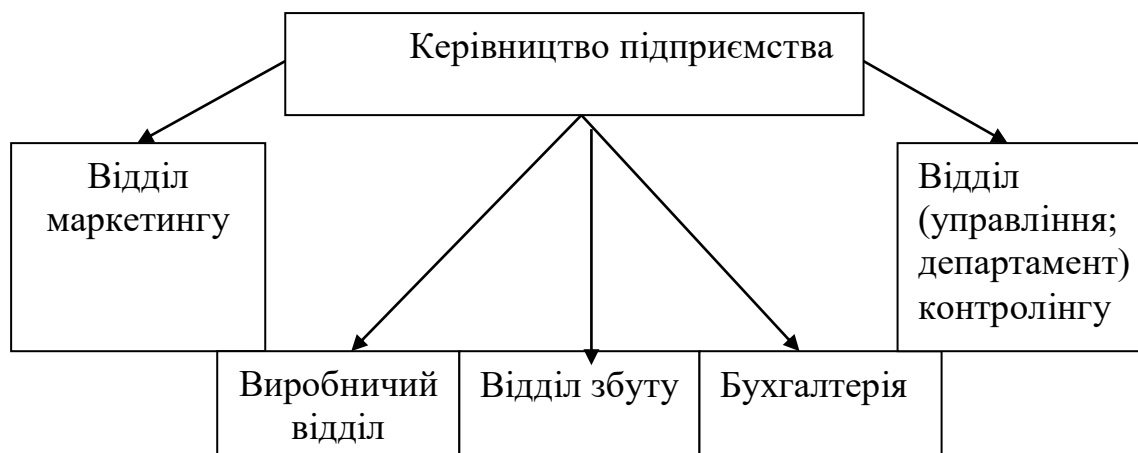 Керівництво підприємства
Відділ
маркетингу
Відділ
(управління;
департамент)
контролінгу
Виробничий
відділ
Відділ збуту
Бухгалтерія